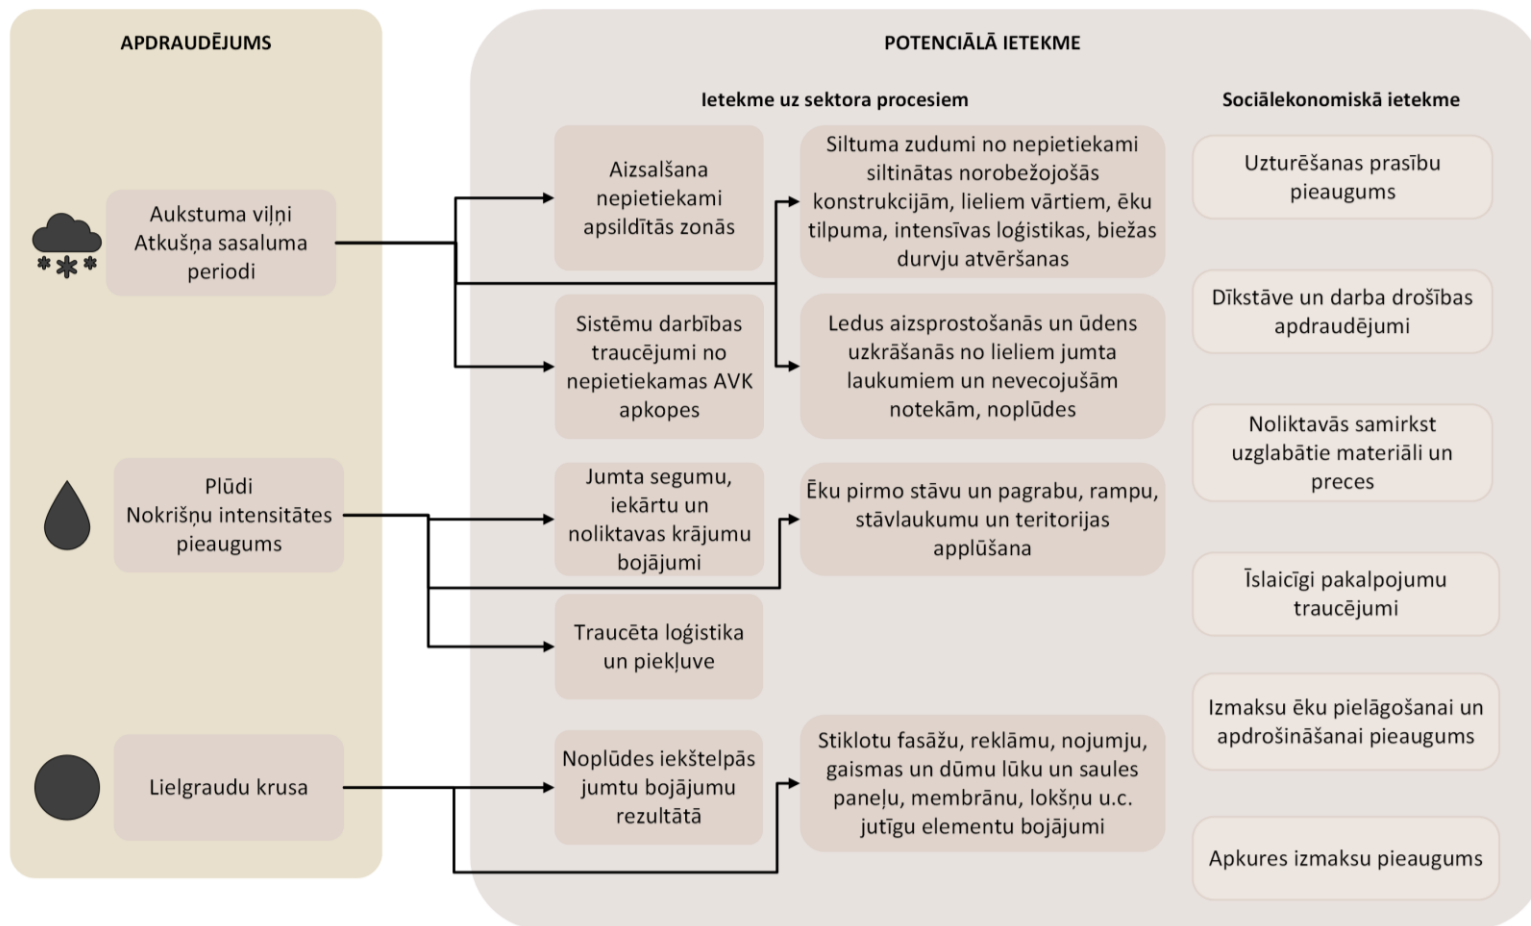 APDRAUDĒJUMS
POTENCIĀLĀ IETEKME
Ietekme uz sektora procesiem
Sociālekonomiskā ietekme
Aukstuma viļņi
Atkušņa sasaluma
periodi
Aizsalšana
nepietiekami
apsildītās zonās
Siltuma zudumi no nepietiekami
siltinātas norobežojošās
konstrukcijām, lieliem vārtiem, ēku
tilpuma, intensīvas loģistikas, biežas
durvju atvēršanas
Sistēmu darbības
traucējumi no
nepietiekamas AVK
apkopes
Ledus aizsprostošanās un ūdens
uzkrāšanās no lieliem jumta
laukumiem un nevecojušām
notekām, noplūdes
Plūdi
Nokrišņu intensitātes
pieaugums
Jumta segumu,
iekārtu un
noliktavas krājumu
bojājumi
Ēku pirmo stāvu un pagrabu, rampu,
stāvlaukumu un teritorijas
applūšana
Traucēta loģistika
un piekļuve
Lielgraudu krusa
Noplūdes iekštelpās
jumtu bojājumu
rezultātā
Stiklotu fasāžu, reklāmu, nojumju,
gaismas un dūmu lūku un saules
paneļu, membrānu, lokšņu u.c.
jutīgu elementu bojājumi
Uzturēšanas prasību
pieaugums
Dīkstāve un darba drošības
apdraudējumi
Noliktavās samirkst
uzglabātie materiāli un
preces
Īslaicīgi pakalpojumu
traucējumi
Izmaksu ēku pielāgošanai un
apdrošināšanai pieaugums
Apkures izmaksu pieaugums